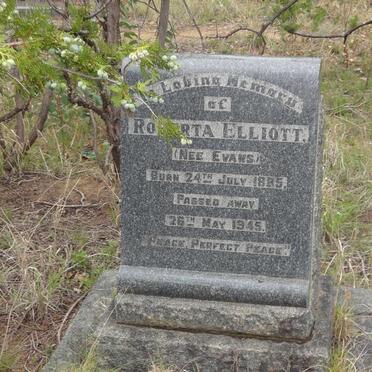 In Loving Memory
of
Roberta Elliott.
(Nee Evans)
Born 24th July 1885.
Passed away
26th May 1945.
Peace, Perfect Peace.